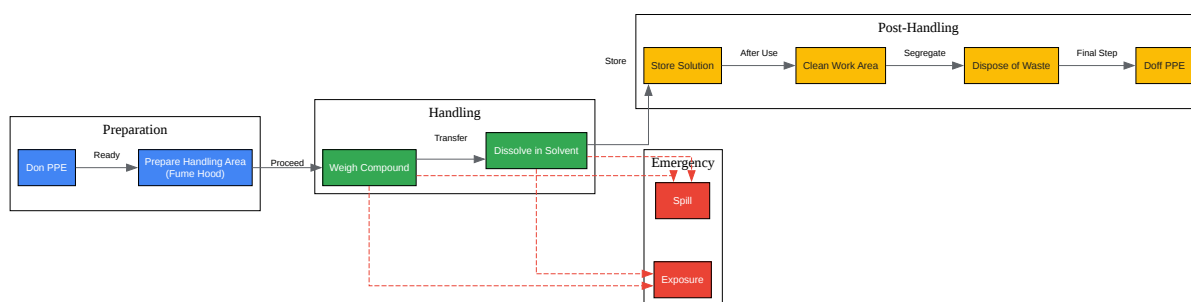 Post-Handling
Store
Store Solution
After Use
Clean Work Area
Segregate
Dispose of Waste
Final Step
Doff PPE
Handling
Weigh Compound
Transfer
Dissolve in Solvent
Preparation
Don PPE
Ready
Prepare Handling Area
(Fume Hood)
Proceed
Emergency
Spill
Exposure